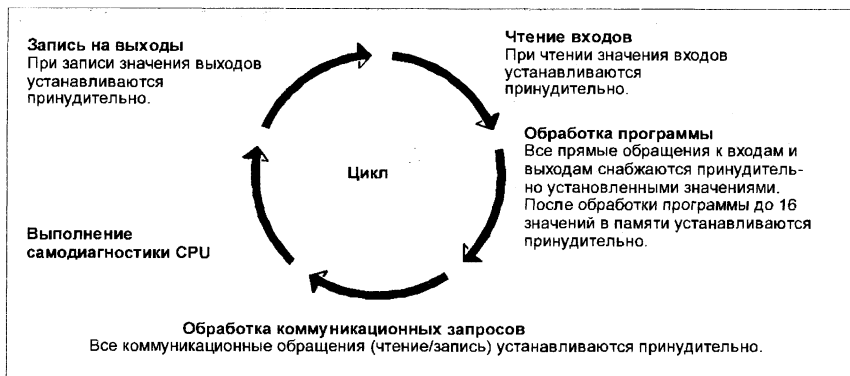 Запись на выходы
При записи значения выходов
устанавливаются
принудительно.
Чтение входов
При чтении значения входов
устанавливаются
принудительно.
Обработка программы
Все прямые обращения к входам и
выходам снабжаются принудитель-
но установленными значениями.
После обработки программы до 16
значений в памяти устанавливаются
принудительно.
Цикл
Выполнение
самодиагностики CPU
Обработка коммуникационных запросов
Все коммуникационные обращения (чтение/запись) устанавливаются принудительно.